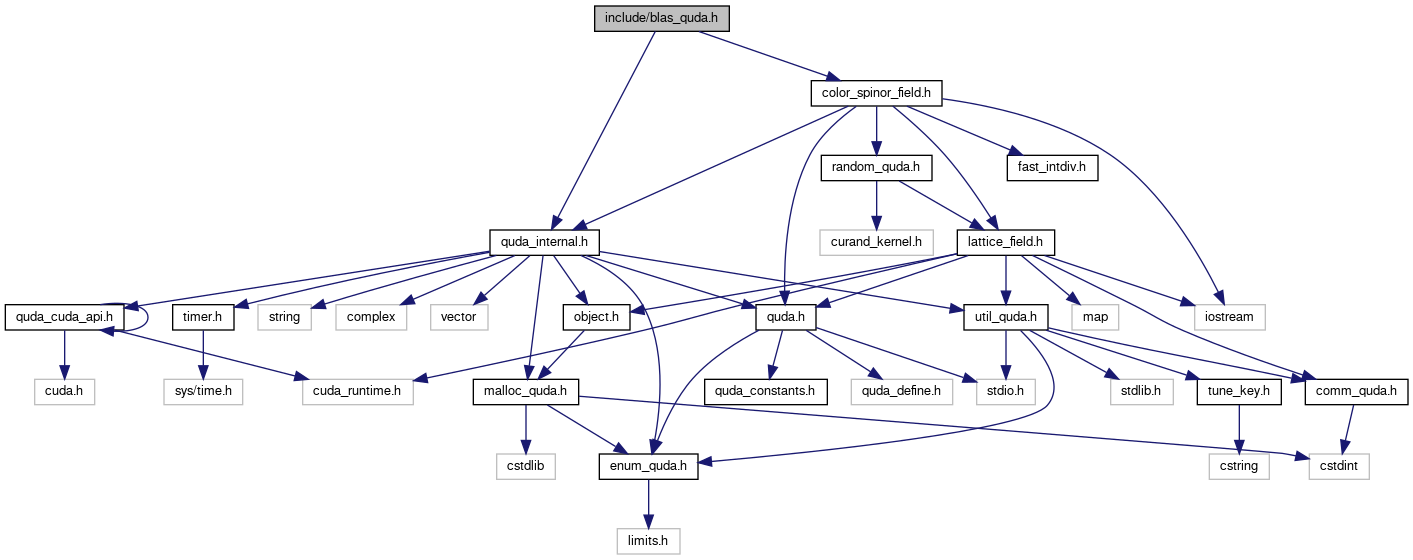 include/blas_quda.h
color_spinor_field.h
random_quda.h
fast_intdiv.h
quda_internal.h
curand_kernel.h
lattice_field.h
quda_cuda_api.h
timer.h
string
complex
vector
object.h
quda.h
util_quda.h
map
iostream
cuda.h
sys/time.h
cuda_runtime.h
malloc_quda.h
quda_constants.h
quda_define.h
stdio.h
stdlib.h
tune_key.h
comm_quda.h
cstdlib
enum_quda.h
cstring
cstdint
limits.h